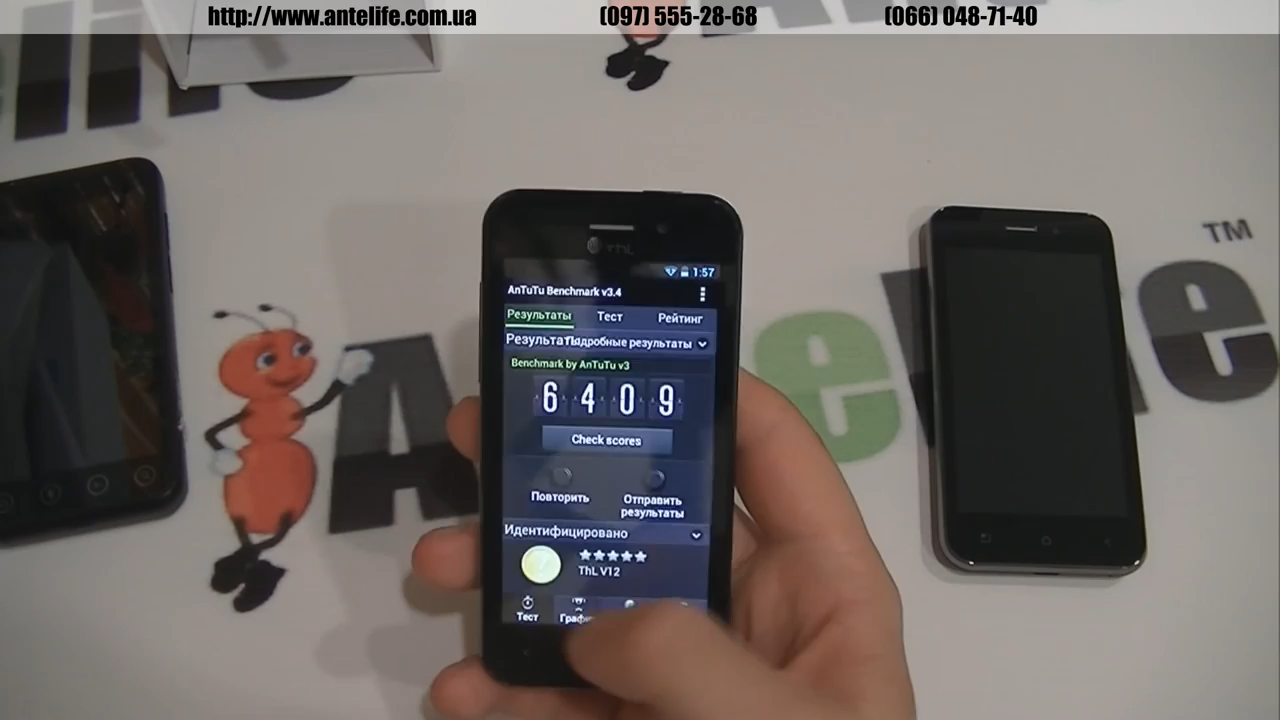 http://www.antelife.com.ua (097) 555-28-68 (066) 048-71-40
TM
AnteLife
ThL
1:57
AnTuTu Benchmark v3.4
Результаты Тест Рейтинг
Подробные результаты
Benchmark by AnTuTu v3
6409
Check scores
Повторить Отправить
результаты
Идентифицировано
ThL V12
Тест